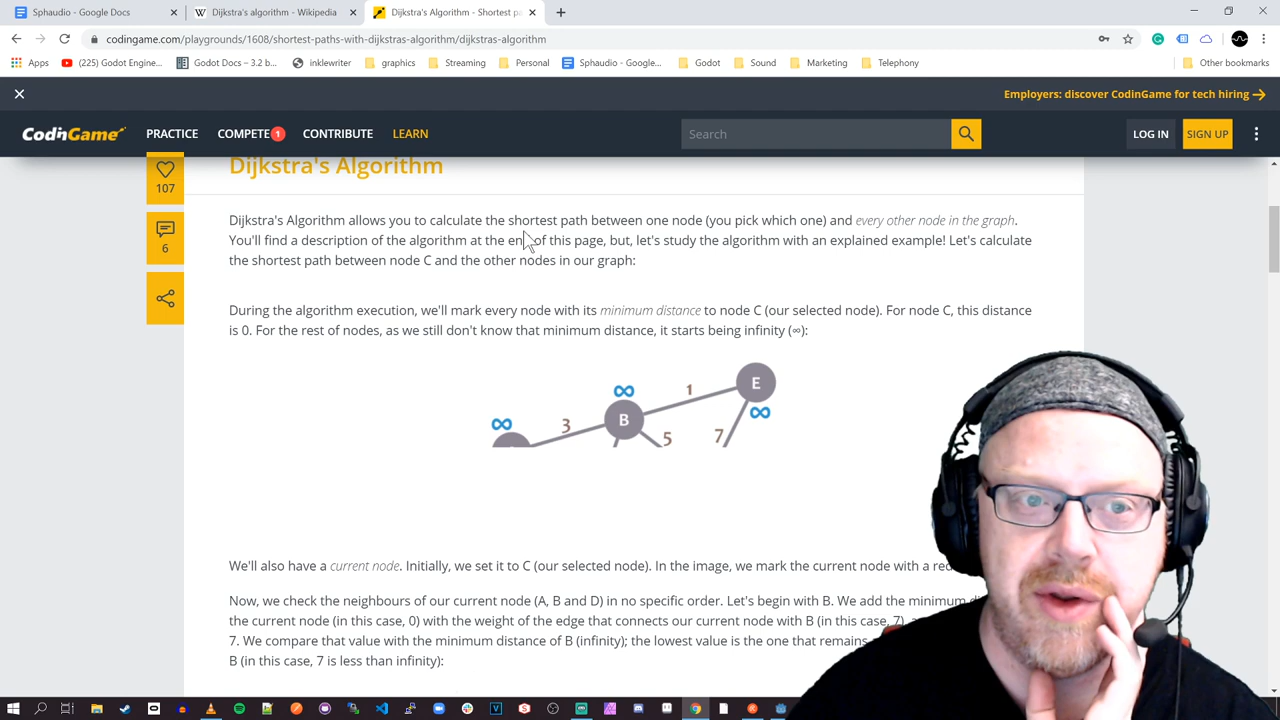 Sphaudio - Google Docs
Dijkstra's algorithm - Wikipedia
Dijkstra's Algorithm - Shortest pa
codingame.com/playgrounds/1608/shortest-paths-with-dijkstras-algorithm/dijkstras-algorithm
Apps
(225) Godot Engine...
Godot Docs – 3.2 b...
inklewriter
graphics
Streaming
Personal
Sphaudio - Google...
Godot
Sound
Marketing
Telephony
Other bookmarks
Employers: discover CodinGame for tech hiring
CodinGame
PRACTICE
COMPETE 1
CONTRIBUTE
LEARN
Search
LOG IN
SIGN UP
107
6
Dijkstra's Algorithm
Dijkstra's Algorithm allows you to calculate the shortest path between one node (you pick which one) and every other node in the graph.
You'll find a description of the algorithm at the end of this page, but, let's study the algorithm with an explained example! Let's calculate
the shortest path between node C and the other nodes in our graph:
During the algorithm execution, we'll mark every node with its minimum distance to node C (our selected node). For node C, this distance
is 0. For the rest of nodes, as we still don't know that minimum distance, it starts being infinity (∞):
∞
3
∞
B
1
E
∞
5
7
We'll also have a current node. Initially, we set it to C (our selected node). In the image, we mark the current node with a
Now, we check the neighbours of our current node (A, B and D) in no specific order. Let's begin with B. We add the minimum
the current node (in this case, 0) with the weight of the edge that connects our current node with B (in this case, 7),
7. We compare that value with the minimum distance of B (infinity); the lowest value is the one that remains
B (in this case, 7 is less than infinity):